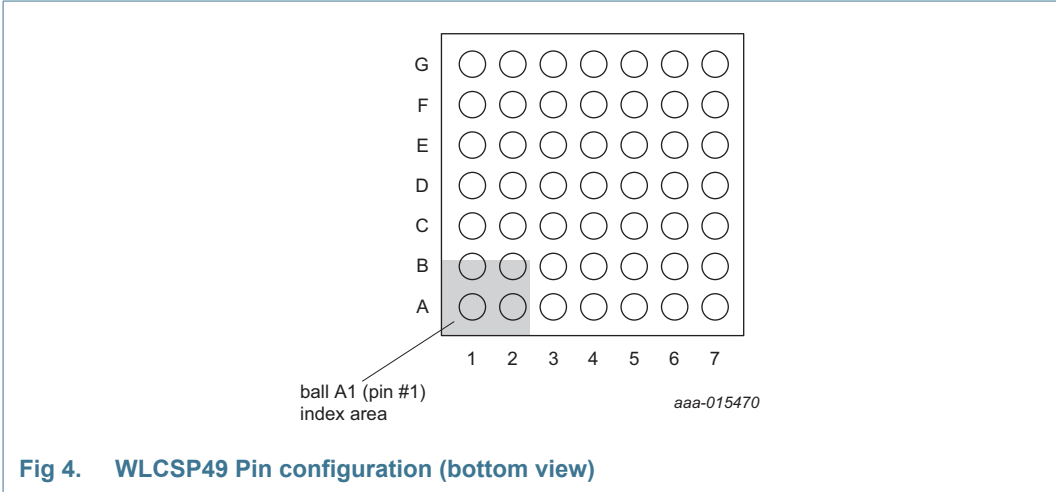 G
F
E
D
C
B
A
1 2 3 4 5 6 7
ball A1 (pin #1)
index area
aaa-015470
Fig 4. WLCSP49 Pin configuration (bottom view)